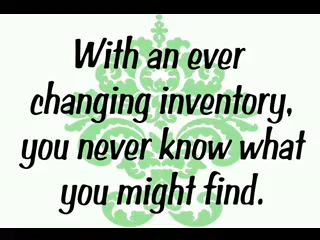 With an ever
changing inventory,
you never know what
you might find.